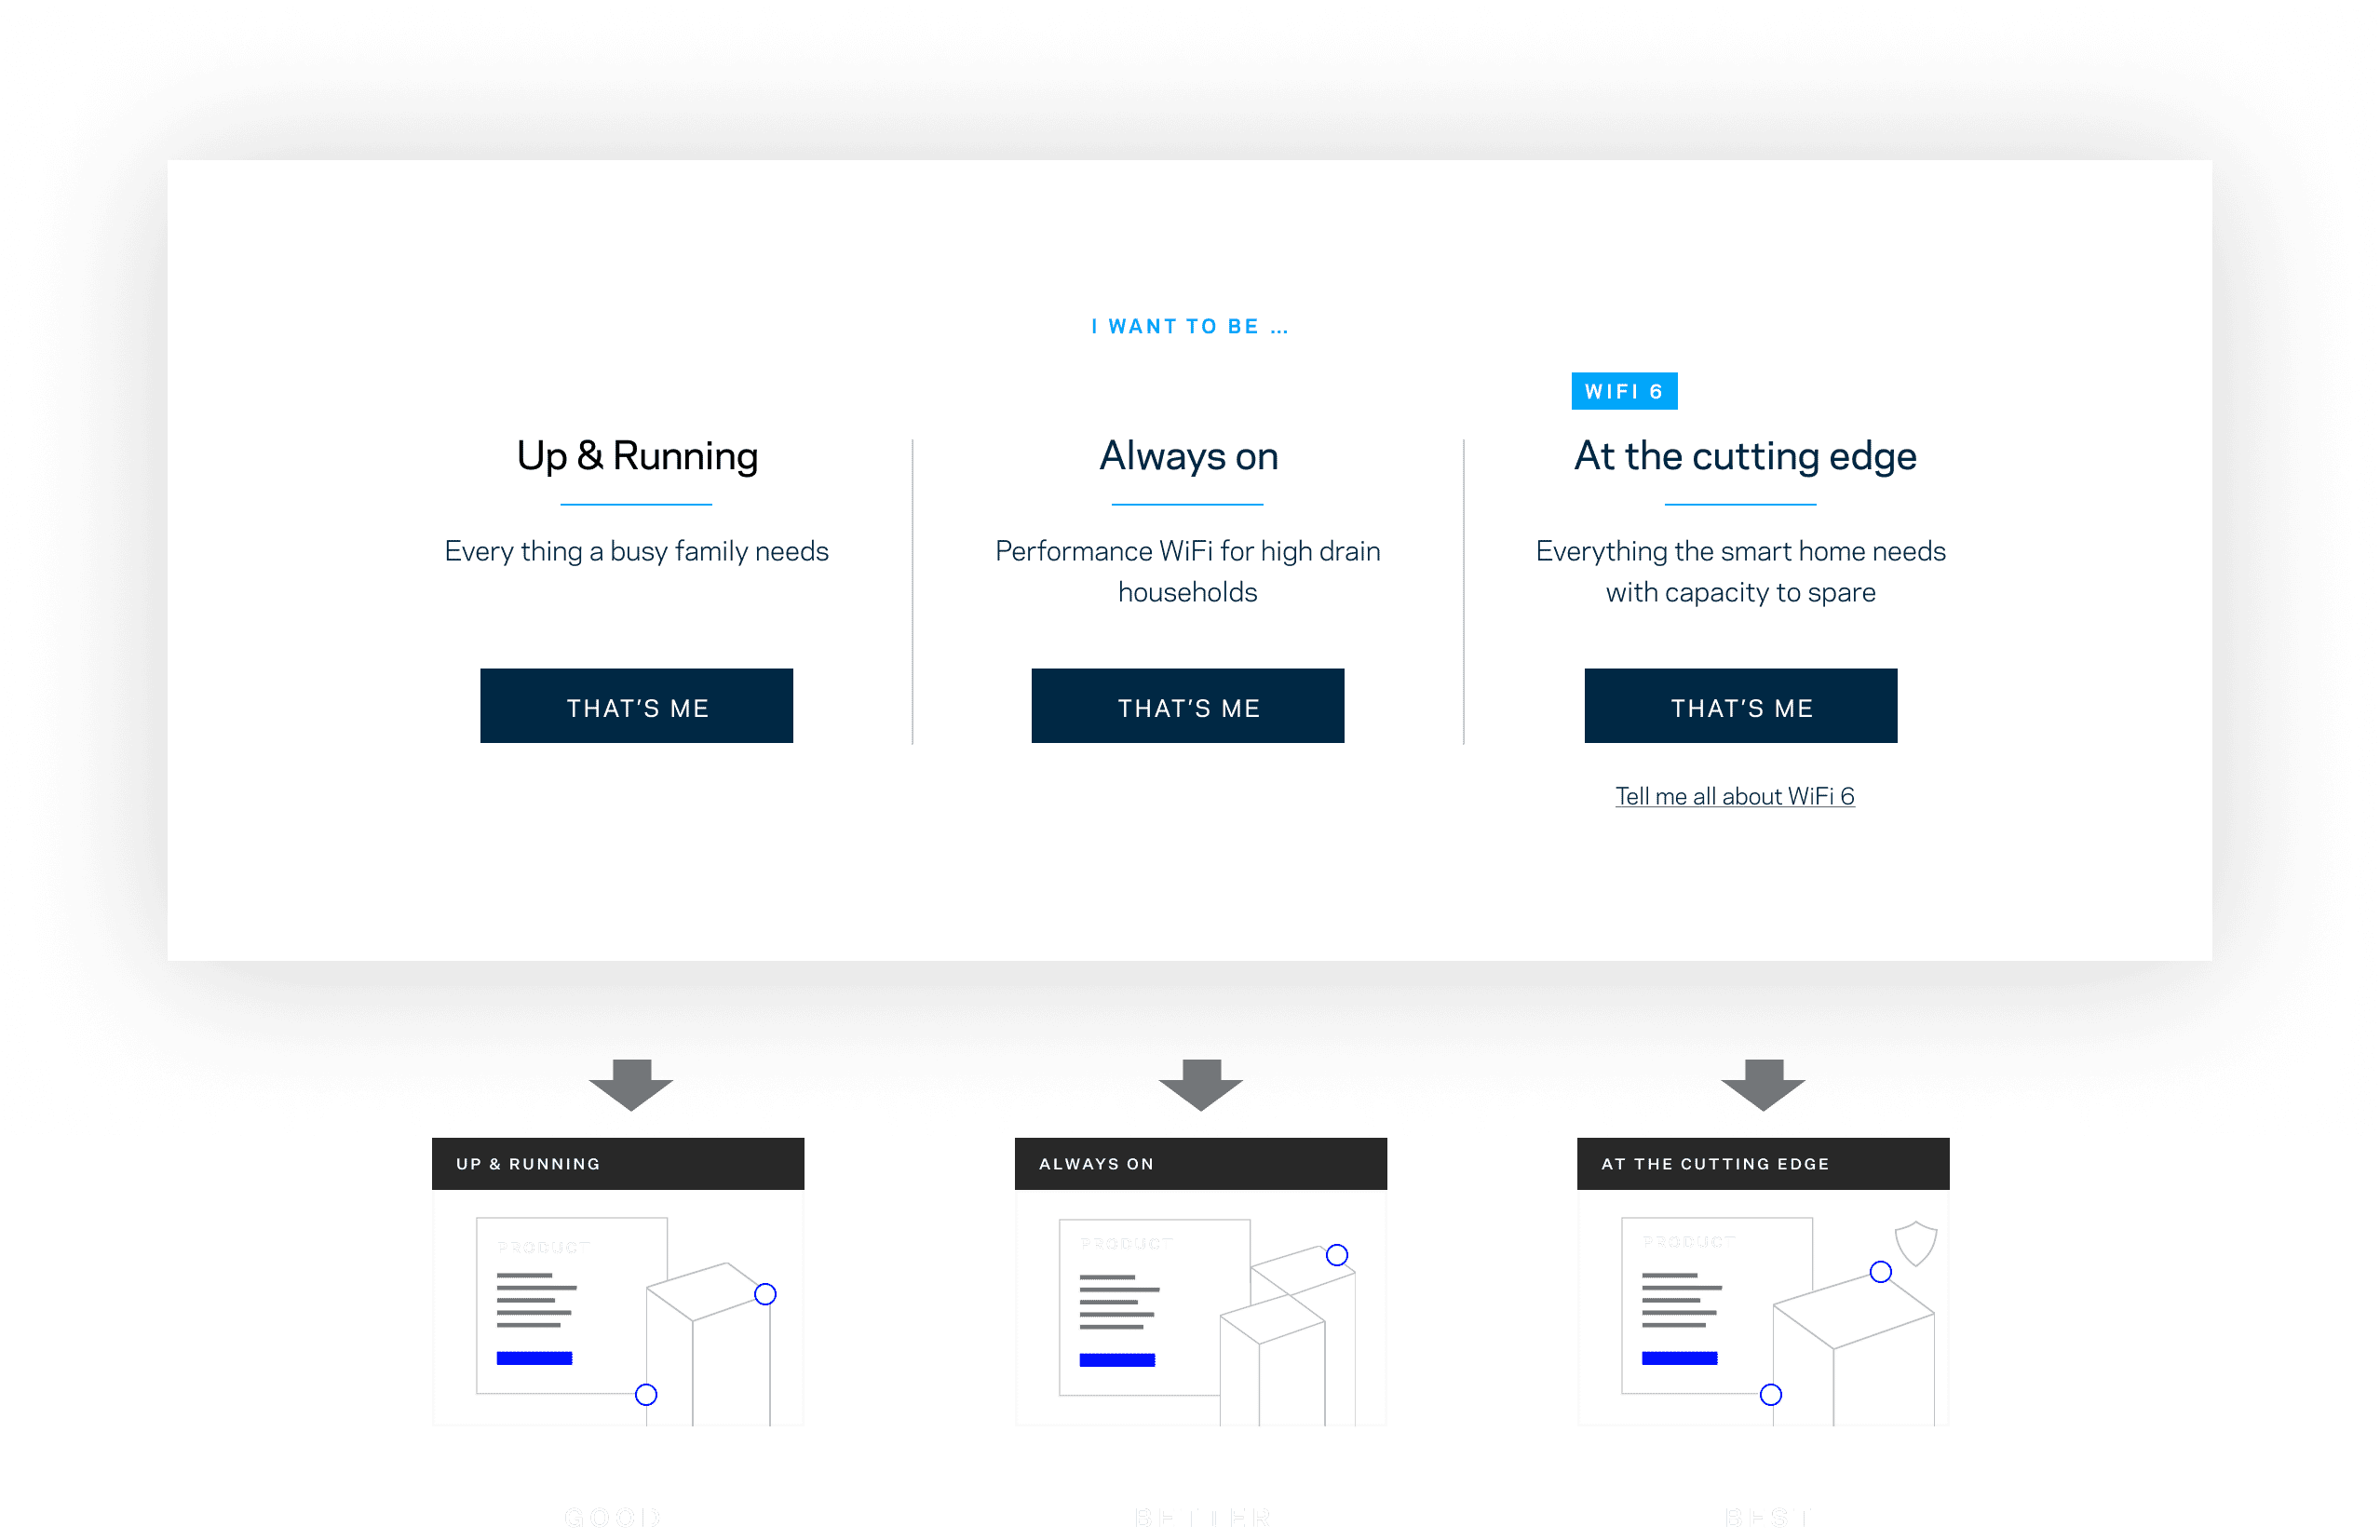 I WANT TO BE ...
WIFI 6
Up & Running
Always on
At the cutting edge
Every thing a busy family needs
Performance WiFi for high drain
households
Everything the smart home needs
with capacity to spare
THAT'S ME
THAT'S ME
THAT'S ME
Tell me all about WiFi 6
UP & RUNNING
ALWAYS ON
AT THE CUTTING EDGE
PRODUCT
PRODUCT
PRODUCT
GOOD
BETTER
BEST